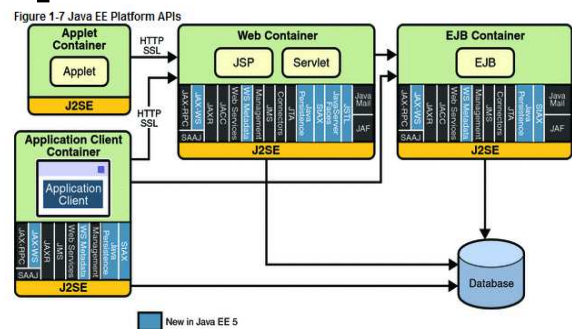 Figure 1-7 Java EE Platform APIs
Applet
Container
Applet
J2SE
HTTP
SSL
HTTP
SSL
Web Container
JSP
Servlet
JAX-RPC
SAAJ
JAX-WS
JAXR
JACC
Web Services
WS Metadata
Management
JMS
Connectors
JTA
Java
Persistence
StAX
JavaServer
Faces
JSTL
Java
Mail
JAF
J2SE
EJB Container
EJB
JAX-RPC
SAAJ
JAX-WS
JAXR
JACC
Web Services
WS Metadata
Management
JMS
Connectors
JTA
Java
Persistence
StAX
Java
Mail
JAF
J2SE
Application Client
Container
Application
Client
JAX-RPC
SAAJ
JAX-WS
JAXR
JMS
Web Services
WS Metadata
Management
Java
Persistence
StAX
J2SE
Database
New in Java EE 5